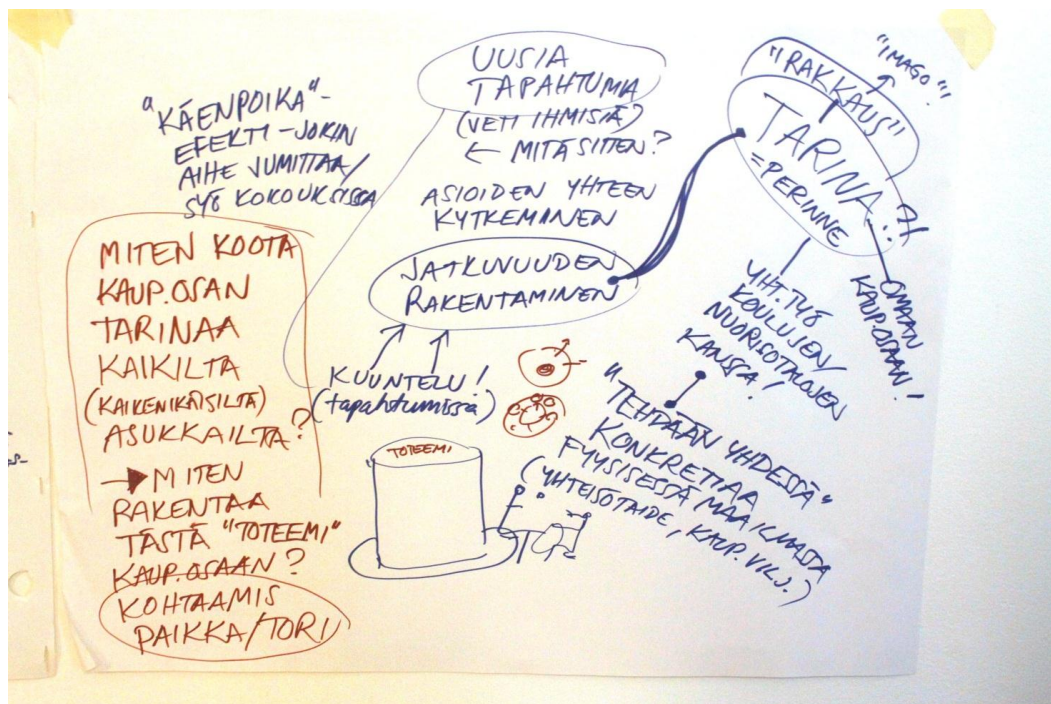 "KÄENPOIKA"-
EFEKTI - JOKIN
AIHE JUMITTAA/
SYÖ KOKOUKSISSA
UUSIA
TAPAHTUMIA
(VETI IHMISIÄ)
← MITÄ SITTEN?
ASIOIDEN YHTEEN
KYTKEMINEN
JATKUVUUDEN
RAKENTAMINEN
KUUNTELU!
(tapahtumissa)
"IMAGO"!
"RAKKAUS"
TARINA
=PERINNE
OMAAN
KAUP.OSAAN!
YHT.TYÖ
KOULUJEN/
NUORISOTALOJEN
KANSSA!
"TEHDÄÄN YHDESSÄ"
KONKRETIAA
FYYSISESSÄ MAAILMASSA
(YHTEISÖTAIDE, KAUP.VILJ.)
MITEN KOOTA
KAUP.OSAN
TARINAA
KAIKILTA
(KAIKENIKÄISILTÄ)
ASUKKAILTA?
→ MITEN
RAKENTAA
TÄSTÄ "TOTEEMI"
KAUP.OSAAN?
KOHTAAMIS
PAIKKA/TORI
TOTEEMI